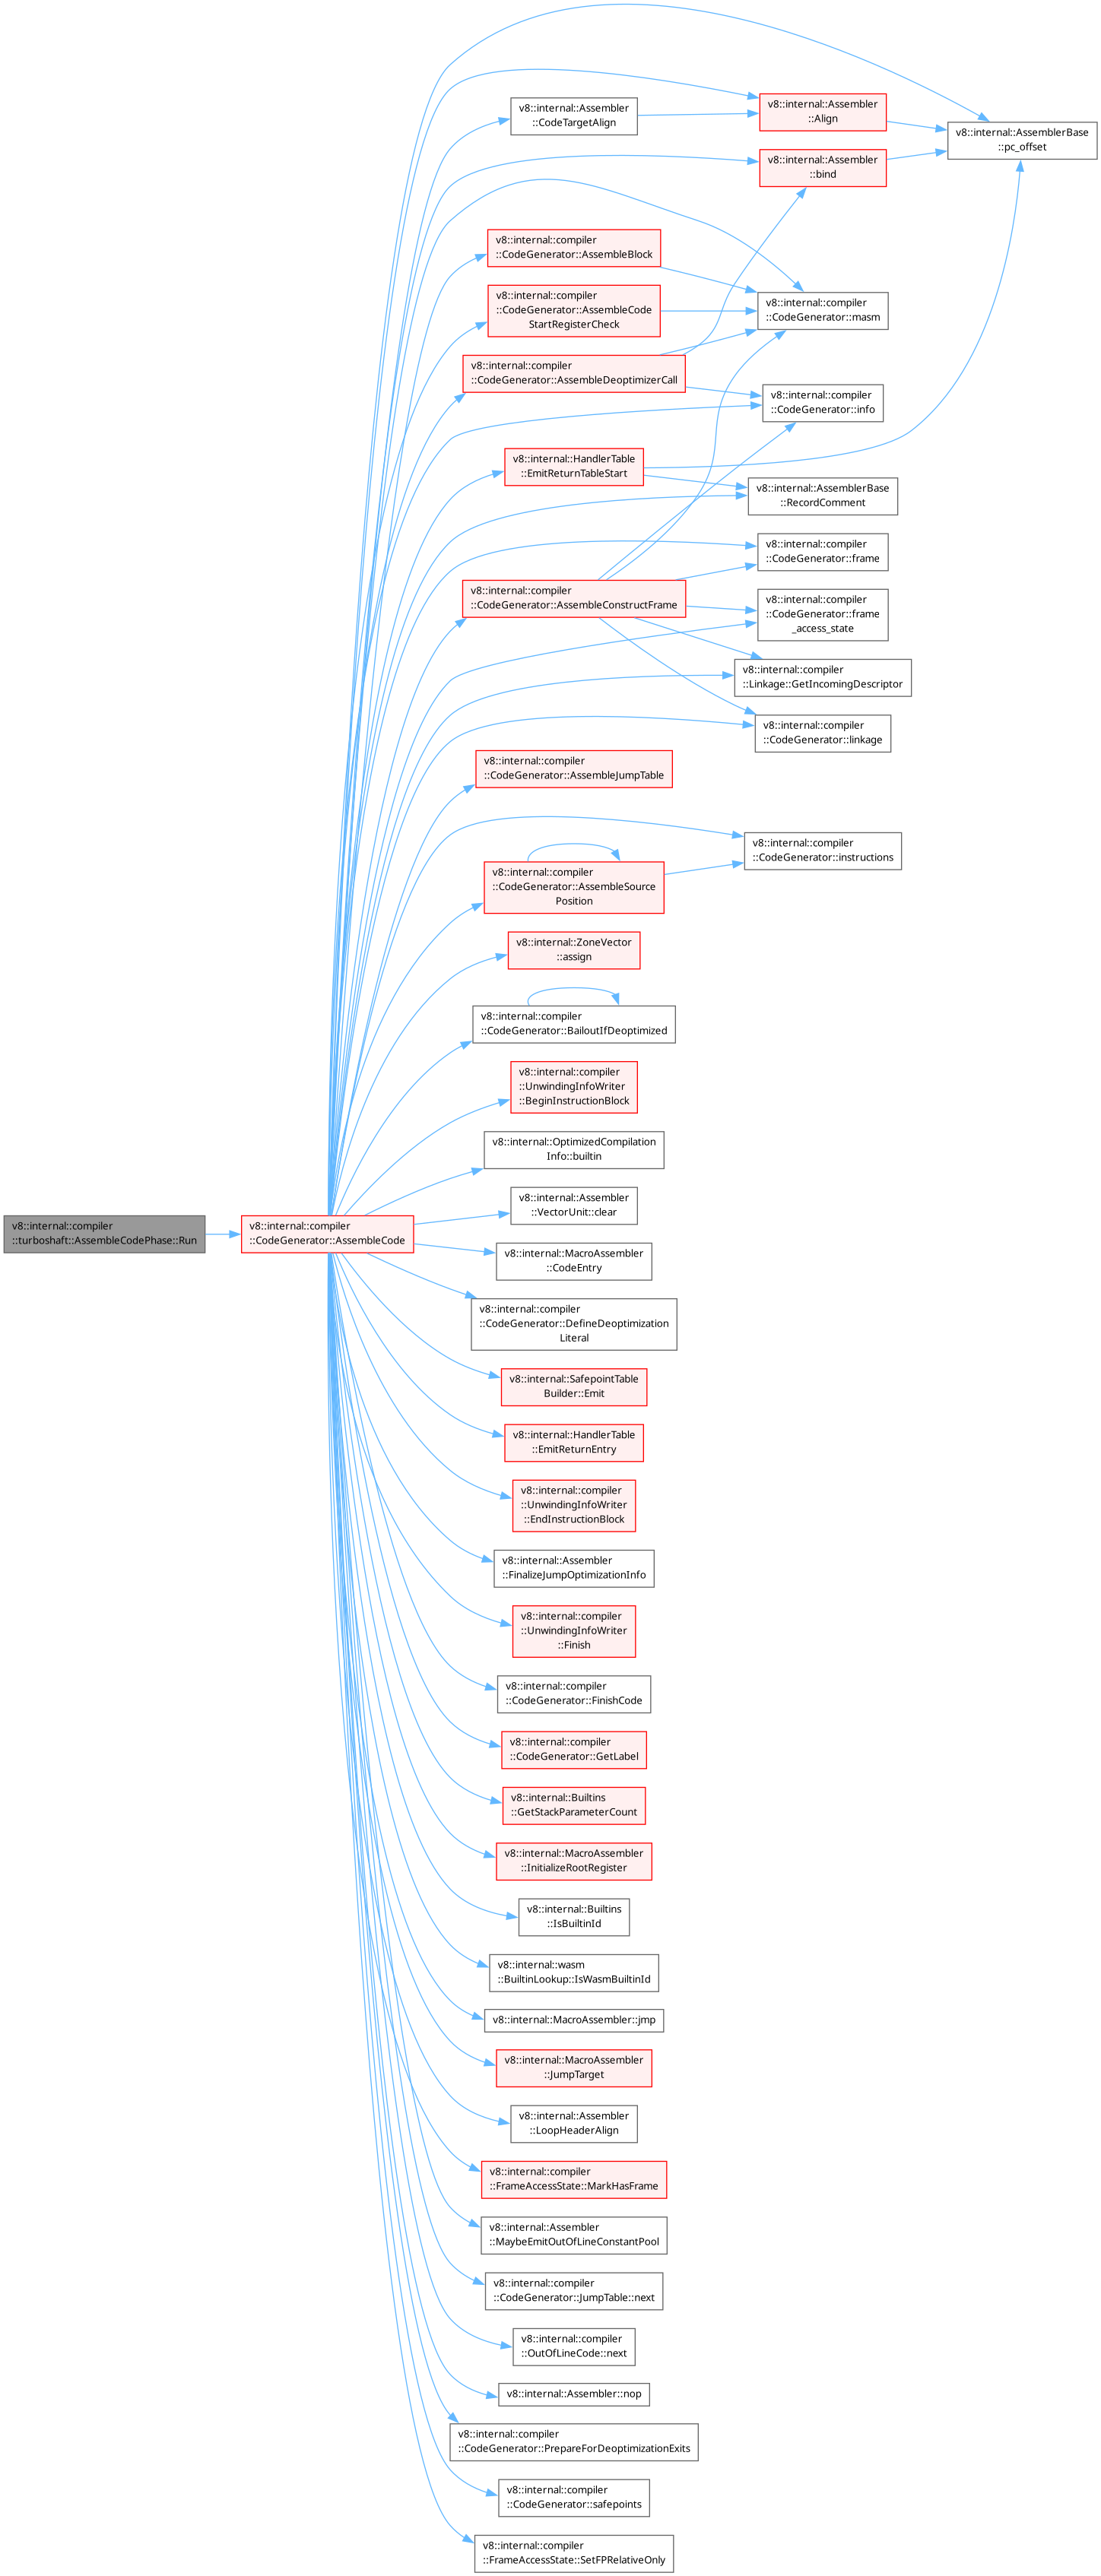 v8::internal::Assembler
::CodeTargetAlign
v8::internal::Assembler
::Align
v8::internal::AssemblerBase
::pc_offset
v8::internal::Assembler
::bind
v8::internal::compiler
::CodeGenerator::AssembleBlock
v8::internal::compiler
::CodeGenerator::AssembleCode
StartRegisterCheck
v8::internal::compiler
::CodeGenerator::masm
v8::internal::compiler
::CodeGenerator::AssembleDeoptimizerCall
v8::internal::compiler
::CodeGenerator::info
v8::internal::HandlerTable
::EmitReturnTableStart
v8::internal::AssemblerBase
::RecordComment
v8::internal::compiler
::CodeGenerator::frame
v8::internal::compiler
::CodeGenerator::AssembleConstructFrame
v8::internal::compiler
::CodeGenerator::frame
_access_state
v8::internal::compiler
::Linkage::GetIncomingDescriptor
v8::internal::compiler
::CodeGenerator::linkage
v8::internal::compiler
::CodeGenerator::AssembleJumpTable
v8::internal::compiler
::CodeGenerator::instructions
v8::internal::compiler
::CodeGenerator::AssembleSource
Position
v8::internal::ZoneVector
::assign
v8::internal::compiler
::CodeGenerator::BailoutIfDeoptimized
v8::internal::compiler
::UnwindingInfoWriter
::BeginInstructionBlock
v8::internal::OptimizedCompilation
Info::builtin
v8::internal::Assembler
::VectorUnit::clear
v8::internal::compiler
::turboshaft::AssembleCodePhase::Run
v8::internal::compiler
::CodeGenerator::AssembleCode
v8::internal::MacroAssembler
::CodeEntry
v8::internal::compiler
::CodeGenerator::DefineDeoptimization
Literal
v8::internal::SafepointTable
Builder::Emit
v8::internal::HandlerTable
::EmitReturnEntry
v8::internal::compiler
::UnwindingInfoWriter
::EndInstructionBlock
v8::internal::Assembler
::FinalizeJumpOptimizationInfo
v8::internal::compiler
::UnwindingInfoWriter
::Finish
v8::internal::compiler
::CodeGenerator::FinishCode
v8::internal::compiler
::CodeGenerator::GetLabel
v8::internal::Builtins
::GetStackParameterCount
v8::internal::MacroAssembler
::InitializeRootRegister
v8::internal::Builtins
::IsBuiltinId
v8::internal::wasm
::BuiltinLookup::IsWasmBuiltinId
v8::internal::MacroAssembler::jmp
v8::internal::MacroAssembler
::JumpTarget
v8::internal::Assembler
::LoopHeaderAlign
v8::internal::compiler
::FrameAccessState::MarkHasFrame
v8::internal::Assembler
::MaybeEmitOutOfLineConstantPool
v8::internal::compiler
::CodeGenerator::JumpTable::next
v8::internal::compiler
::OutOfLineCode::next
v8::internal::Assembler::nop
v8::internal::compiler
::CodeGenerator::PrepareForDeoptimizationExits
v8::internal::compiler
::CodeGenerator::safepoints
v8::internal::compiler
::FrameAccessState::SetFPRelativeOnly